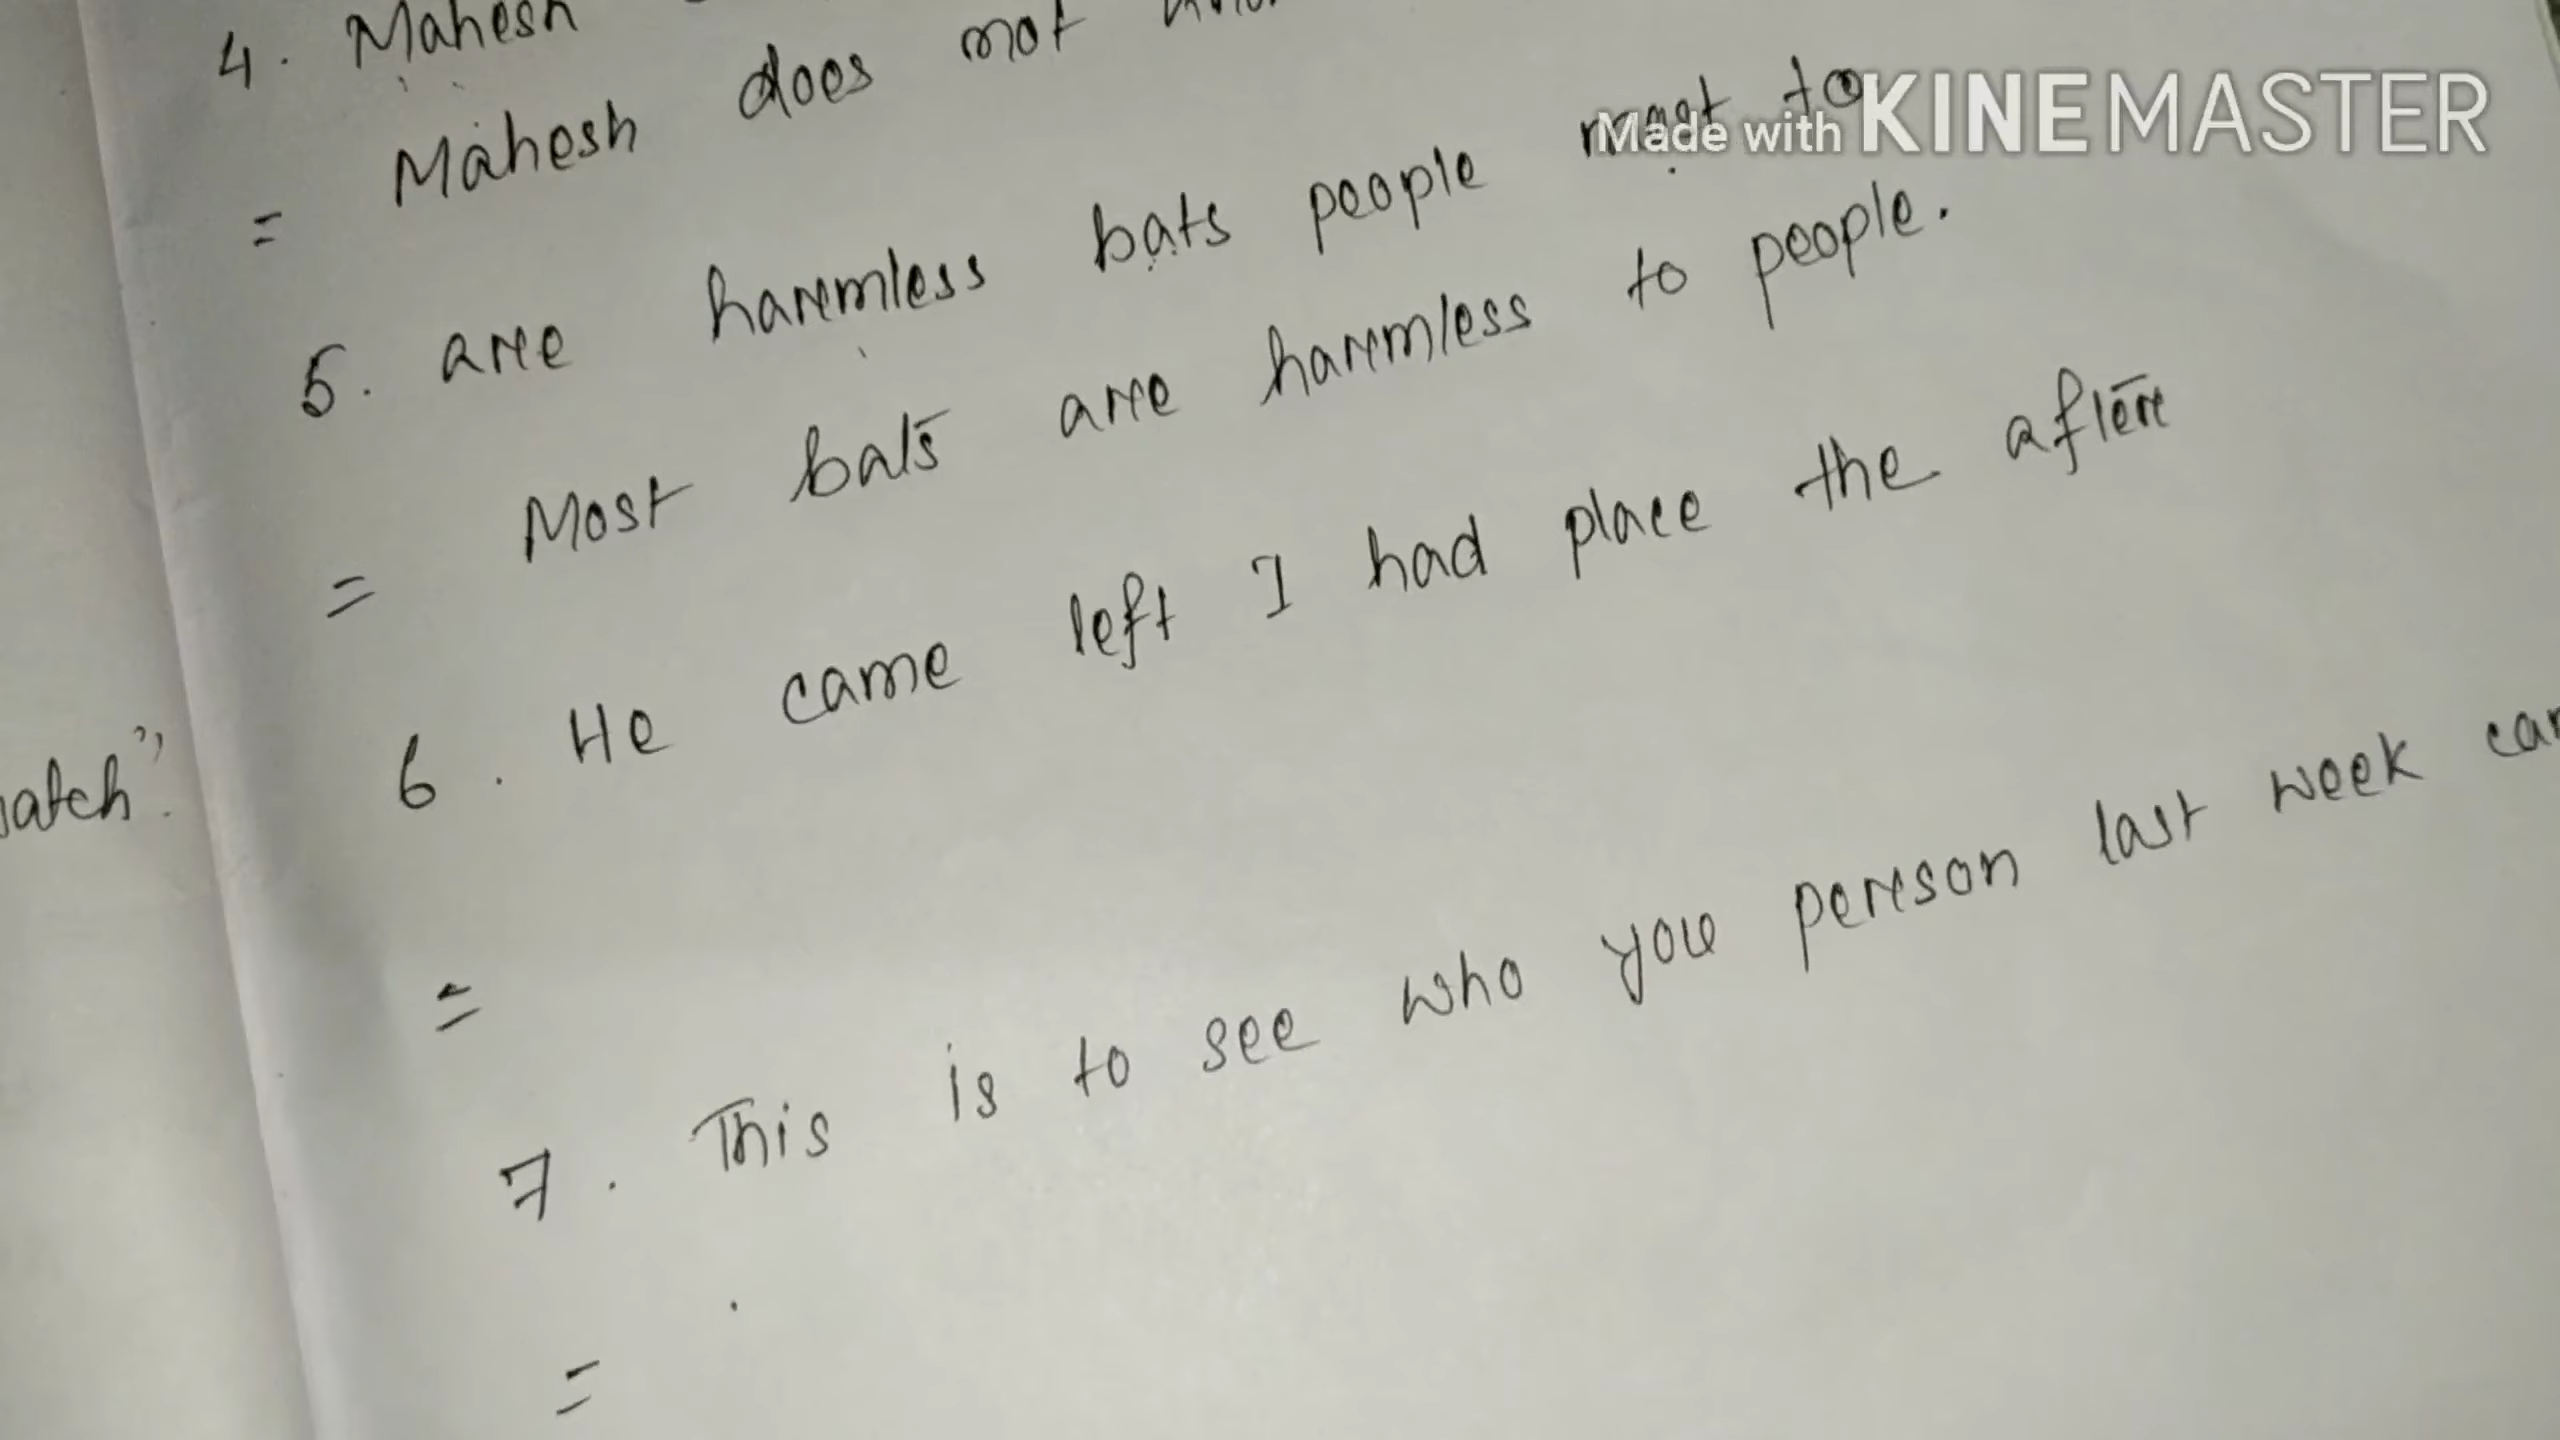 4. Mahesh
= Mahesh does not
5. are harmless bats people most to
= Most bats are harmless to people.
6. He came left I had place the after
=
7. This is to see who you person last week
=
Made with KINEMASTER